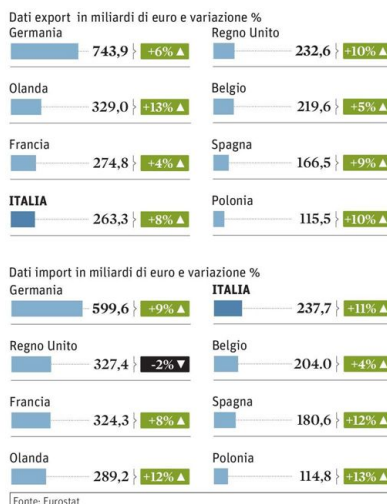 Dati export in miliardi di euro e variazione %
Germania
743,9 +6% ▲
Regno Unito
232,6 +10% ▲
Olanda
329,0 +13% ▲
Belgio
219,6 +5% ▲
Francia
274,8 +4% ▲
Spagna
166,5 +9% ▲
ITALIA
263,3 +8% ▲
Polonia
115,5 +10% ▲
Dati import in miliardi di euro e variazione %
Germania
599,6 +9% ▲
ITALIA
237,7 +11% ▲
Regno Unito
327,4 -2% ▼
Belgio
204.0 +4% ▲
Francia
324,3 +8% ▲
Spagna
180,6 +12% ▲
Olanda
289,2 +12% ▲
Polonia
114,8 +13% ▲
Fonte: Eurostat